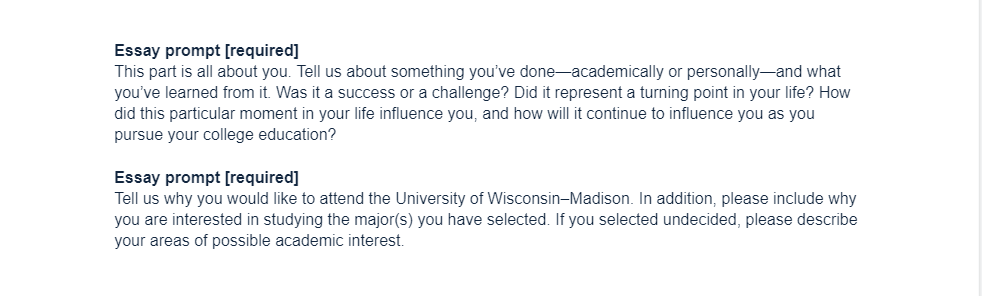 Essay prompt [required]
This part is all about you. Tell us about something you've done—academically or personally—and what
you've learned from it. Was it a success or a challenge? Did it represent a turning point in your life? How
did this particular moment in your life influence you, and how will it continue to influence you as you
pursue your college education?
Essay prompt [required]
Tell us why you would like to attend the University of Wisconsin–Madison. In addition, please include why
you are interested in studying the major(s) you have selected. If you selected undecided, please describe
your areas of possible academic interest.